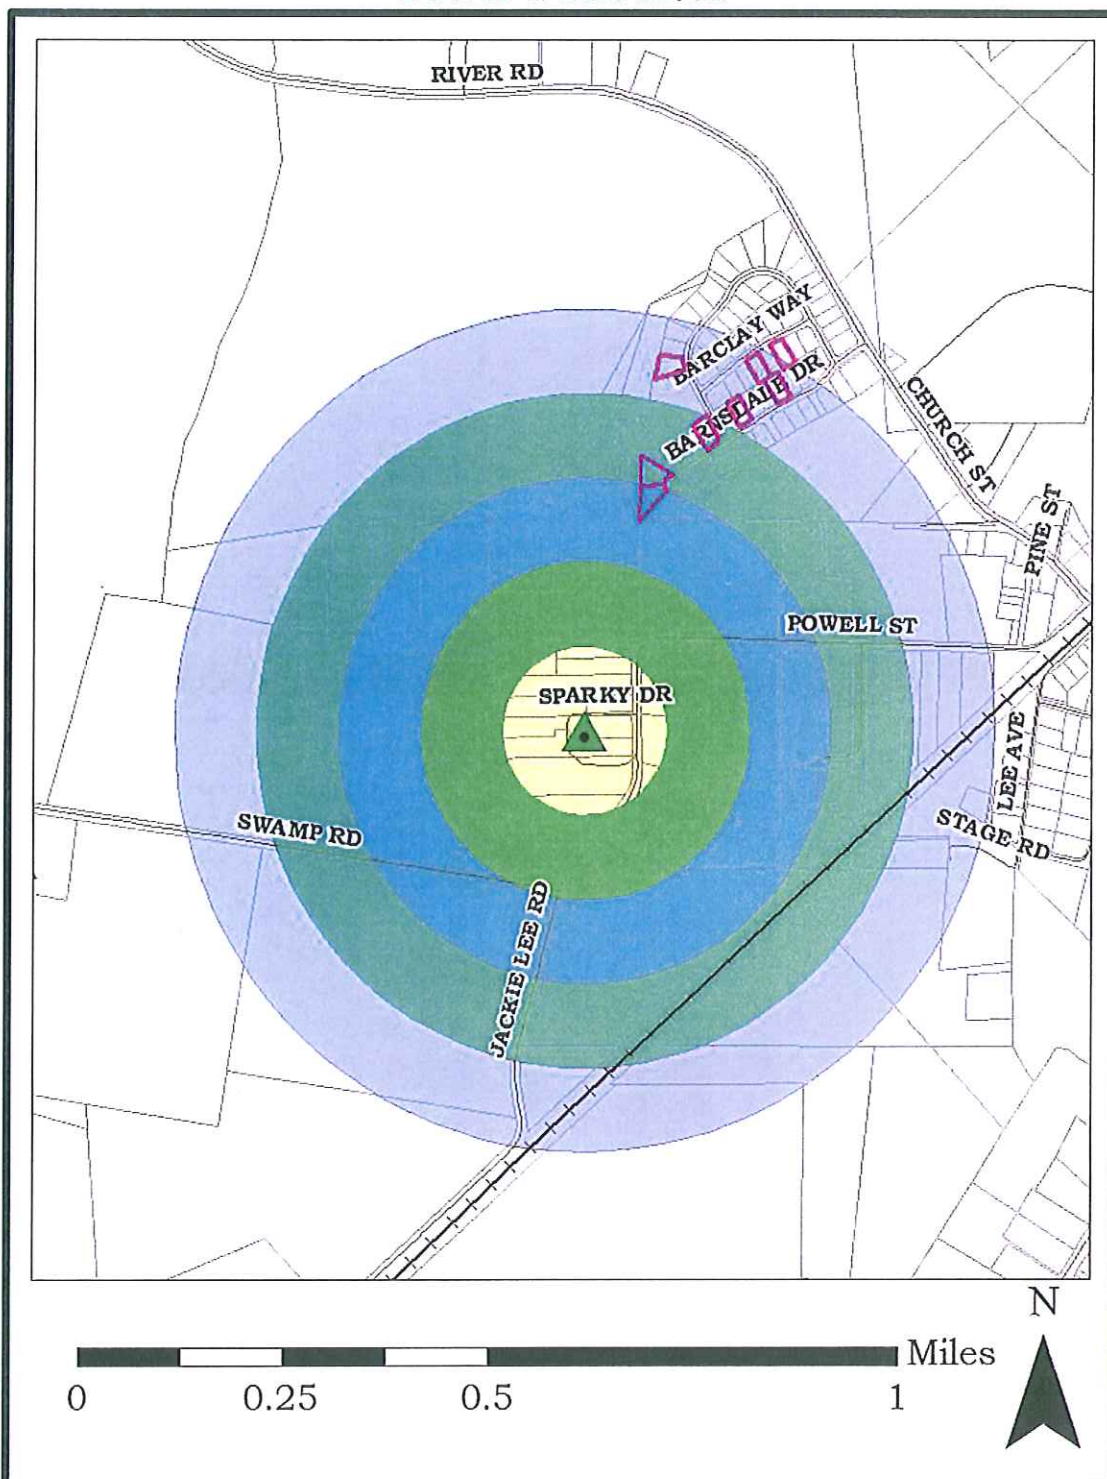 RIVER RD
BARCLAY WAY
BARNSDALE DR
CHURCH ST
PINE ST
POWELL ST
SPARKY DR
LEE AVE
SWAMP RD
STAGE RD
JACKIE LEE RD
N
Miles
0 0.25 0.5 1